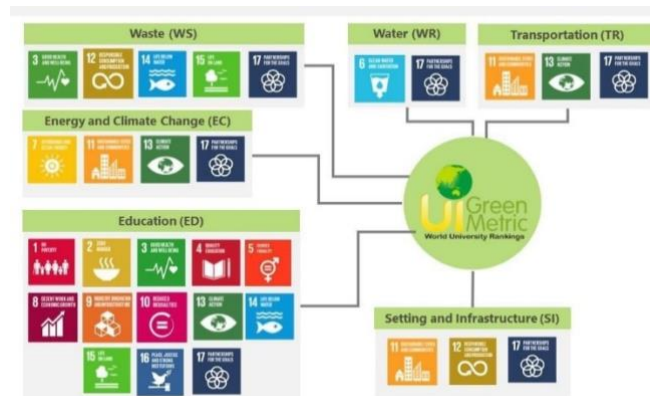 Waste (WS)
3 GOOD HEALTH AND WELL-BEING
12 RESPONSIBLE CONSUMPTION AND PRODUCTION
14 LIFE BELOW WATER
15 LIFE ON LAND
17 PARTNERSHIPS FOR THE GOALS
Water (WR)
6 CLEAN WATER AND SANITATION
17 PARTNERSHIPS FOR THE GOALS
Transportation (TR)
11 SUSTAINABLE CITIES AND COMMUNITIES
13 CLIMATE ACTION
17 PARTNERSHIPS FOR THE GOALS
Energy and Climate Change (EC)
7
11 SUSTAINABLE CITIES AND COMMUNITIES
13 CLIMATE ACTION
17 PARTNERSHIPS FOR THE GOALS
UI Green
Metric
World University Rankings
Education (ED)
1 NO POVERTY
2 ZERO HUNGER
3 GOOD HEALTH AND WELL-BEING
4 QUALITY EDUCATION
5 GENDER EQUALITY
8 DECENT WORK AND ECONOMIC GROWTH
9 INDUSTRY, INNOVATION AND INFRASTRUCTURE
10 REDUCED INEQUALITIES
13 CLIMATE ACTION
14 LIFE BELOW WATER
15 LIFE ON LAND
16 PEACE, JUSTICE AND STRONG INSTITUTIONS
17 PARTNERSHIPS FOR THE GOALS
Setting and Infrastructure (SI)
11 SUSTAINABLE CITIES AND COMMUNITIES
12 RESPONSIBLE CONSUMPTION AND PRODUCTION
17 PARTNERSHIPS FOR THE GOALS